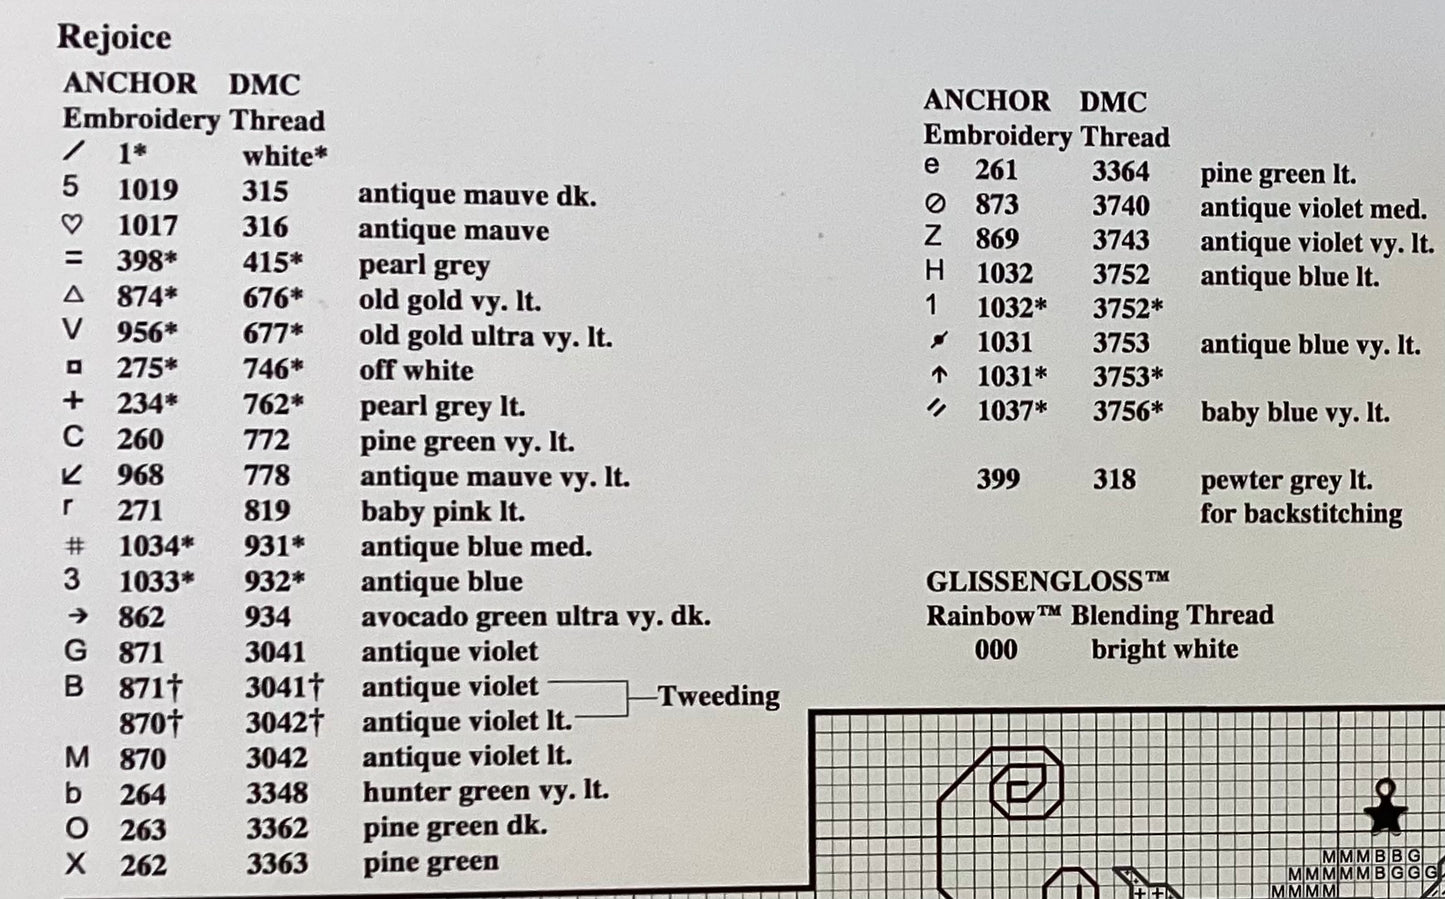 Rejoice
ANCHOR DMC
Embroidery Thread
/ 1* white*
5 1019 315 antique mauve dk.
♡ 1017 316 antique mauve
= 398* 415* pearl grey
△ 874* 676* old gold vy. lt.
V 956* 677* old gold ultra vy. lt.
¤ 275* 746* off white
+ 234* 762* pearl grey lt.
C 260 772 pine green vy. lt.
↙ 968 778 antique mauve vy. lt.
r 271 819 baby pink lt.
# 1034* 931* antique blue med.
3 1033* 932* antique blue
→ 862 934 avocado green ultra vy. dk.
G 871 3041 antique violet
B 871† 3041† antique violet
Tweeding
870† 3042† antique violet lt.
M 870 3042 antique violet lt.
b 264 3348 hunter green vy. lt.
O 263 3362 pine green dk.
X 262 3363 pine green
ANCHOR DMC
Embroidery Thread
e 261 3364 pine green lt.
⊘ 873 3740 antique violet med.
Z 869 3743 antique violet vy. lt.
H 1032 3752 antique blue lt.
1 1032* 3752*
1031 3753 antique blue vy. lt.
↑ 1031* 3753*
// 1037* 3756* baby blue vy. lt.
399 318 pewter grey lt.
for backstitching
GLISSENGLOSS™
Rainbow™ Blending Thread
000 bright white
MMMBBG
MMMMMBGGG
MMMM